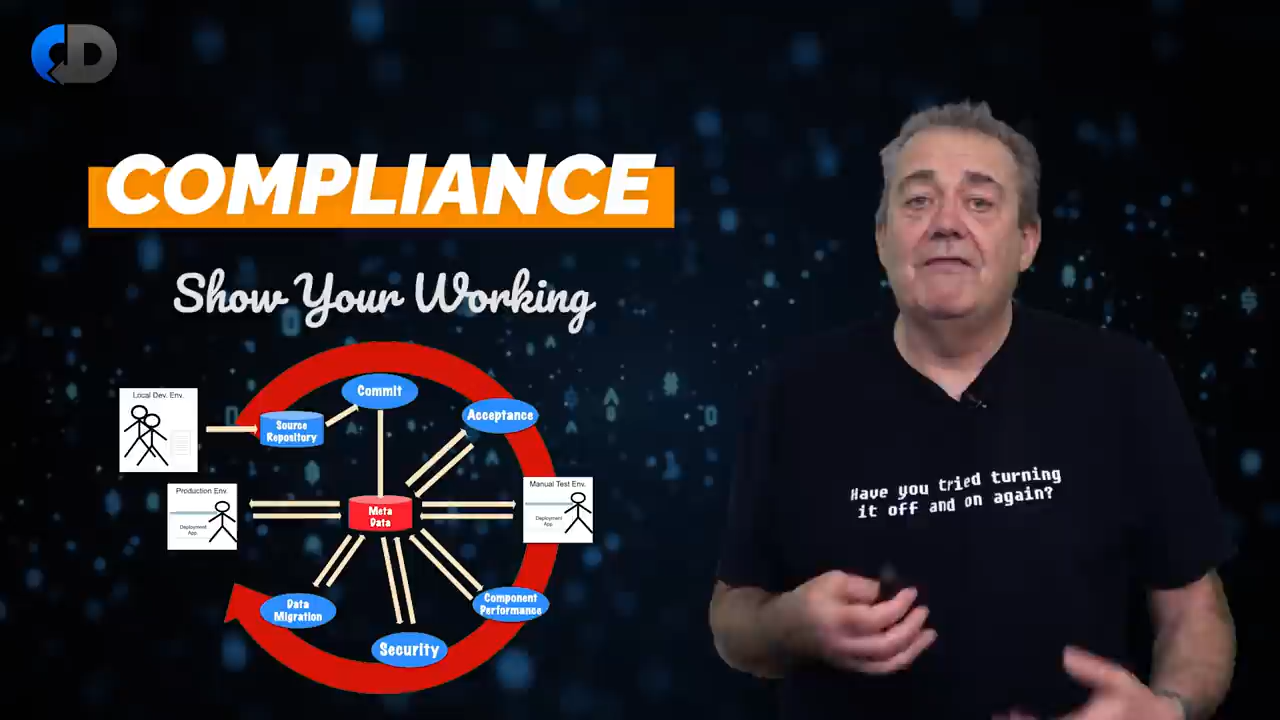 CD
COMPLIANCE
Show Your Working
Local Dev. Env.
Commit
Source
Repository
Acceptance
Production Env.
Deployment
App.
Meta
Data
Manual Test Env.
Deployment
App.
Data
Migration
Component
Performance
Security
Have you tried turning
it off and on again?